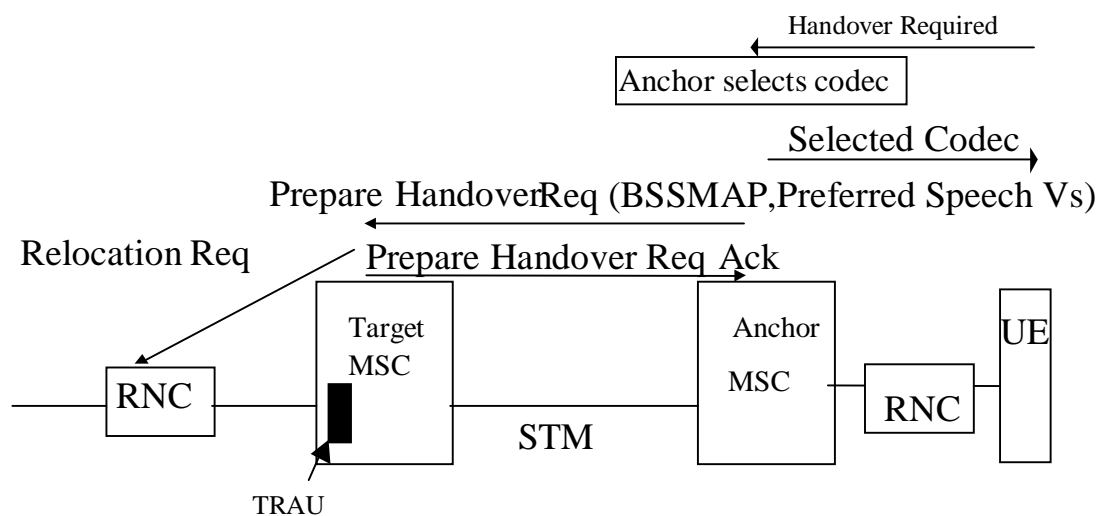 Handover Required
Anchor selects codec
Selected Codec
Prepare HandoverReq (BSSMAP,Preferred Speech Vs)
Relocation Req
Prepare Handover Req Ack
Target
MSC
Anchor
MSC
UE
RNC
RNC
STM
TRAU